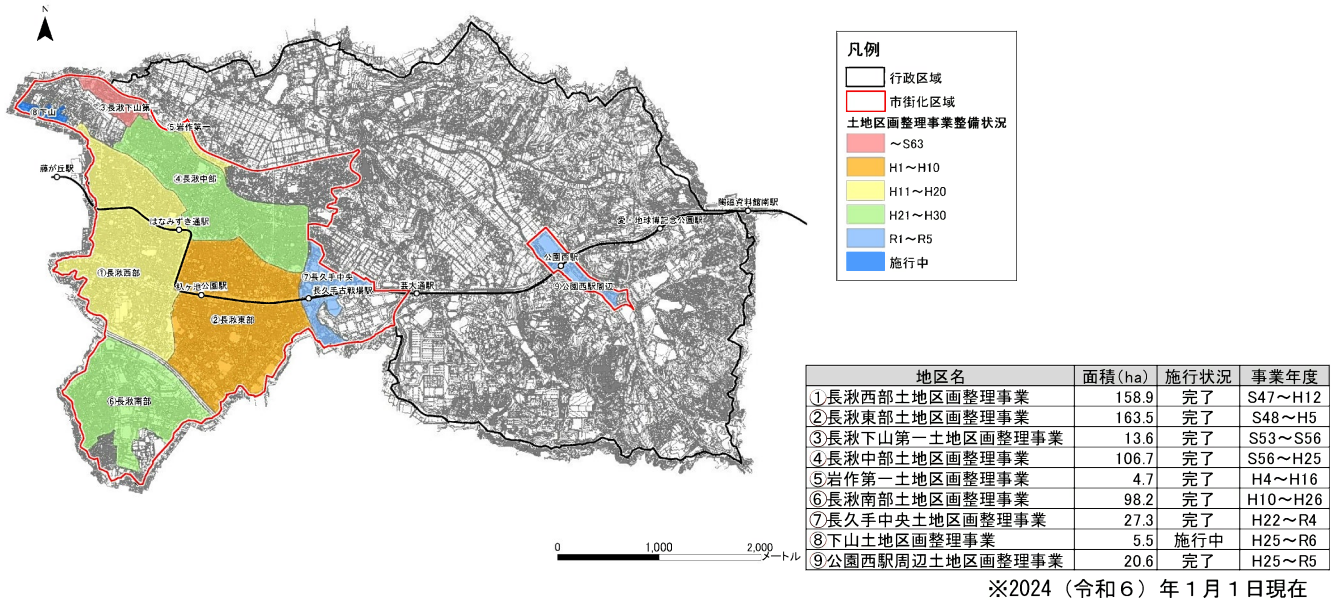 N
③長湫下山第一
⑧下山
⑤岩作第一
④長湫中部
藤が丘駅
はなみずき通駅
①長湫西部
杁ヶ池公園駅
②長湫東部
⑦長久手中央
長久手古戦場駅
芸大通駅
⑥長湫南部
陶磁資料館南駅
愛・地球博記念公園駅
公園西駅
⑨公園西駅周辺
凡例
行政区域
市街化区域
土地区画整理事業整備状況
～S63
H1～H10
H11～H20
H21～H30
R1～R5
施行中
0 1,000 2,000
メートル
地区名 面積(ha) 施行状況 事業年度
①長湫西部土地区画整理事業 158.9 完了 S47～H12
②長湫東部土地区画整理事業 163.5 完了 S48～H5
③長湫下山第一土地区画整理事業 13.6 完了 S53～S56
④長湫中部土地区画整理事業 106.7 完了 S56～H25
⑤岩作第一土地区画整理事業 4.7 完了 H4～H16
⑥長湫南部土地区画整理事業 98.2 完了 H10～H26
⑦長久手中央土地区画整理事業 27.3 完了 H22～R4
⑧下山土地区画整理事業 5.5 施行中 H25～R6
⑨公園西駅周辺土地区画整理事業 20.6 完了 H25～R5
※2024（令和６）年１月１日現在